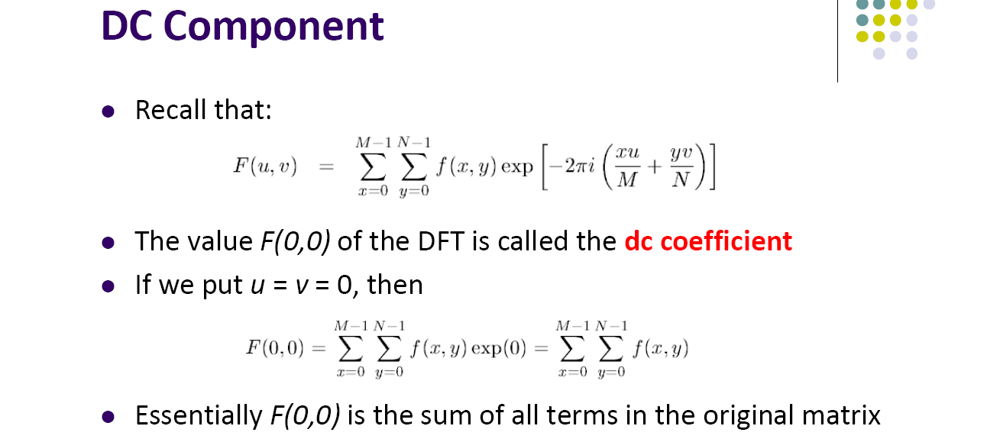 DC Component
● Recall that:
F(u, v) = \sum_{x=0}^{M-1} \sum_{y=0}^{N-1} f(x, y) \exp\left[-2\pi i\left(\frac{xu}{M} + \frac{yv}{N}\right)\right]
● The value F(0,0) of the DFT is called the dc coefficient
● If we put u = v = 0, then
F(0,0) = \sum_{x=0}^{M-1} \sum_{y=0}^{N-1} f(x, y) \exp(0) = \sum_{x=0}^{M-1} \sum_{y=0}^{N-1} f(x, y)
● Essentially F(0,0) is the sum of all terms in the original matrix